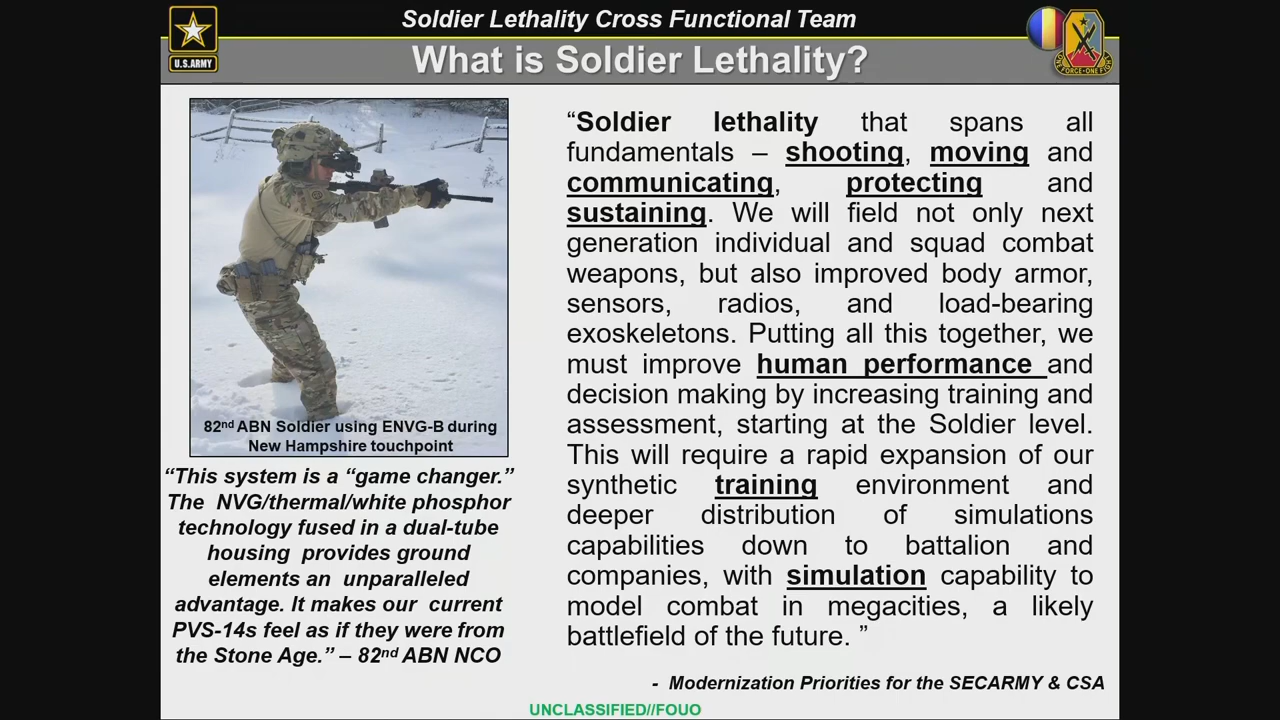 Soldier Lethality Cross Functional Team
What is Soldier Lethality?
U.S.ARMY
82nd ABN Soldier using ENVG-B during
New Hampshire touchpoint
“This system is a “game changer.”
The NVG/thermal/white phosphor
technology fused in a dual-tube
housing provides ground
elements an unparalleled
advantage. It makes our current
PVS-14s feel as if they were from
the Stone Age.” – 82nd ABN NCO
“Soldier lethality that spans all
fundamentals – shooting, moving and
communicating, protecting and
sustaining. We will field not only next
generation individual and squad combat
weapons, but also improved body armor,
sensors, radios, and load-bearing
exoskeletons. Putting all this together, we
must improve human performance and
decision making by increasing training and
assessment, starting at the Soldier level.
This will require a rapid expansion of our
synthetic training environment and
deeper distribution of simulations
capabilities down to battalion and
companies, with simulation capability to
model combat in megacities, a likely
battlefield of the future. ”
- Modernization Priorities for the SECARMY & CSA
UNCLASSIFIED//FOUO